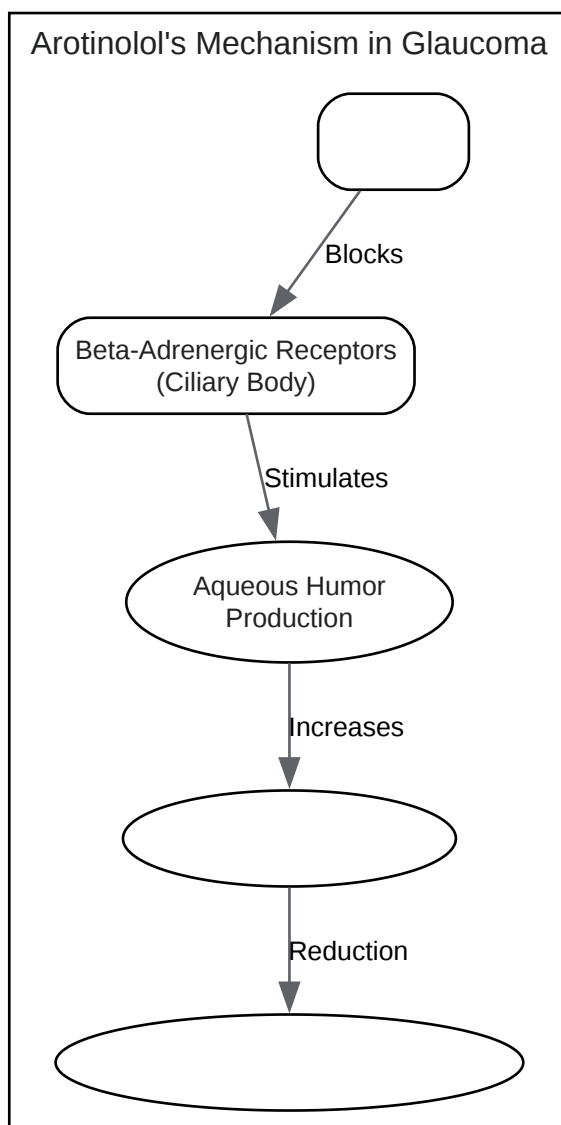 Arotinolol's Mechanism in Glaucoma
Blocks
Beta-Adrenergic Receptors
(Ciliary Body)
Stimulates
Aqueous Humor
Production
Increases
Reduction